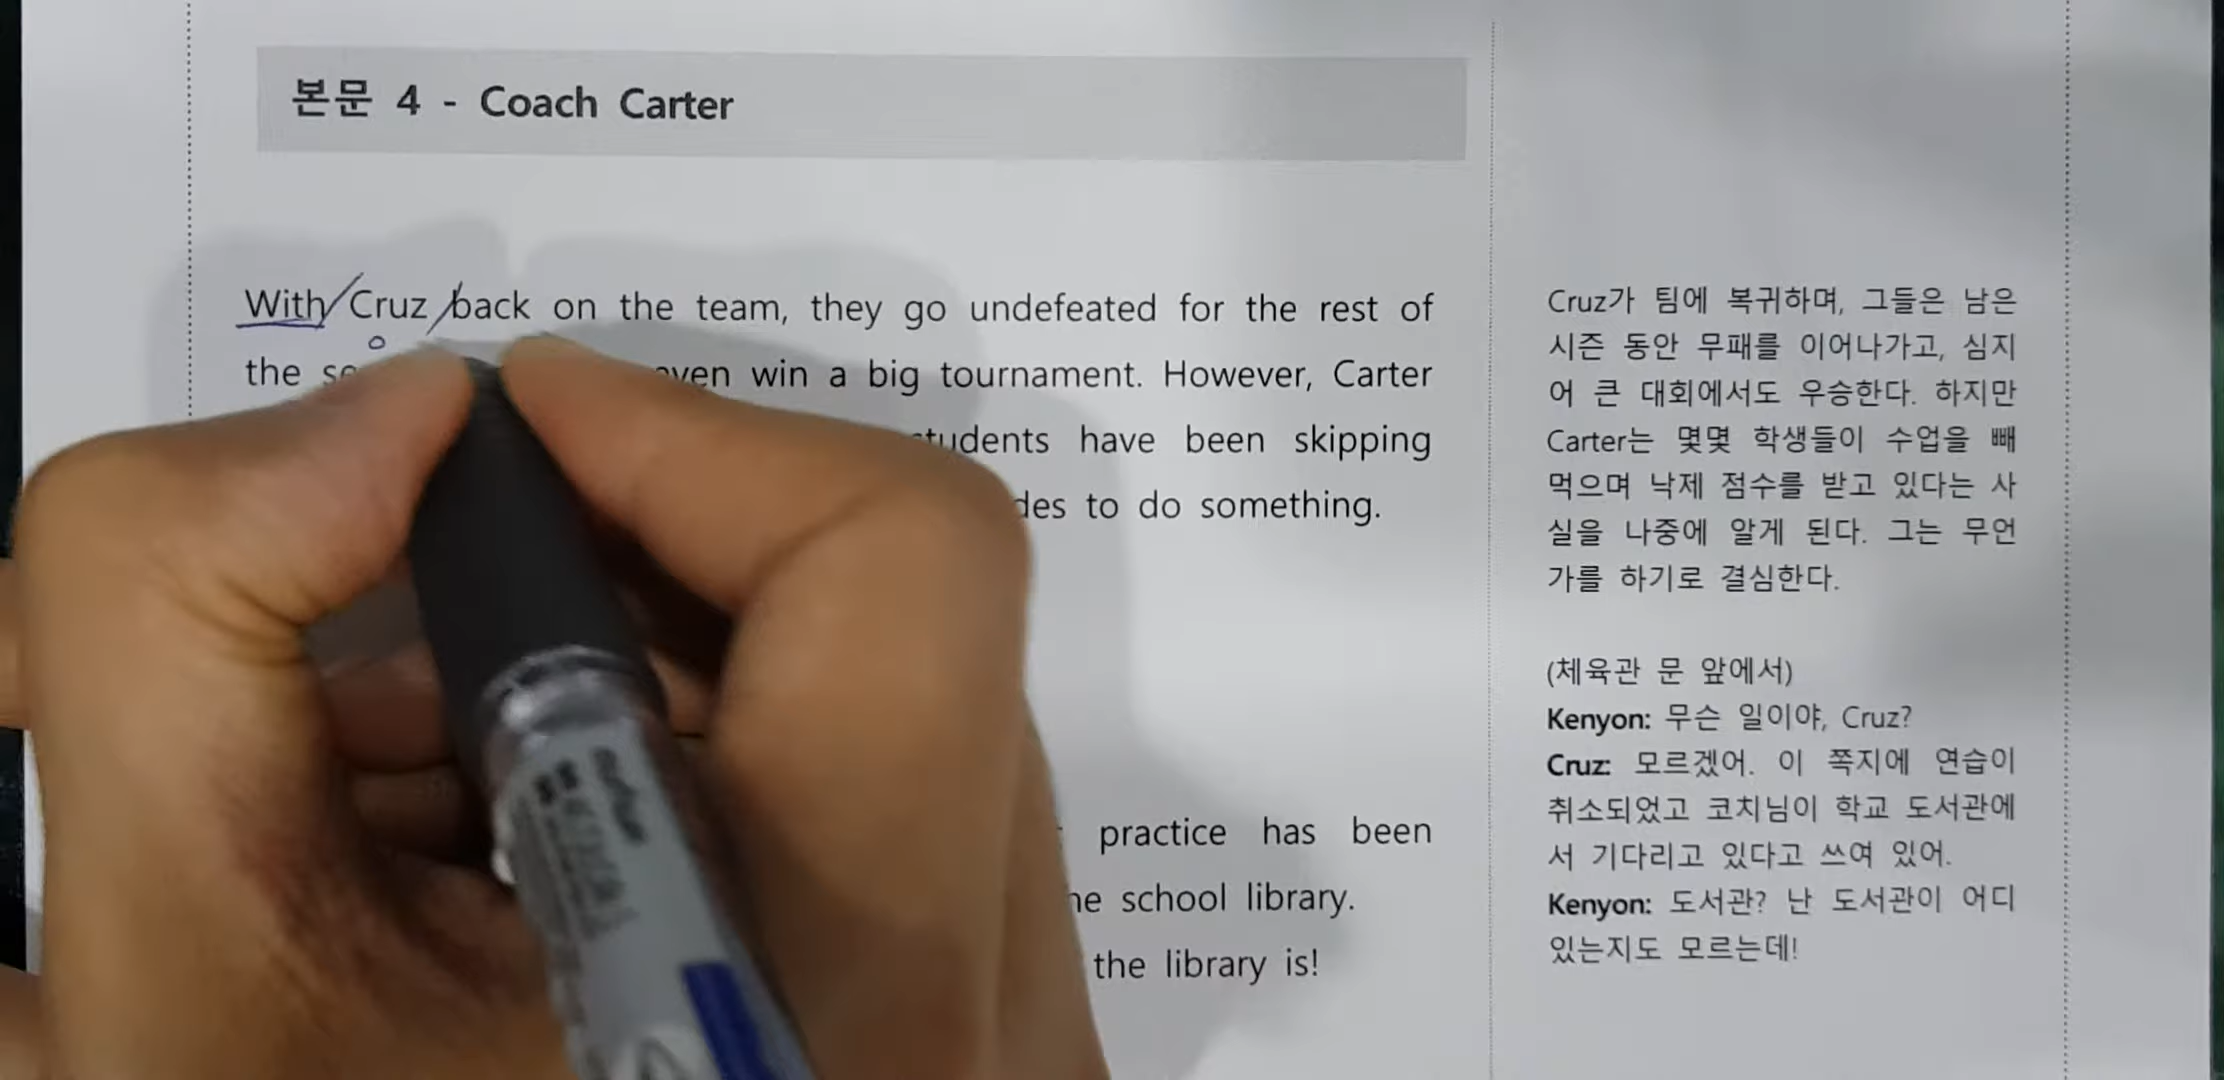 본문 4 - Coach Carter
With Cruz back on the team, they go undefeated for the rest of
the win a big tournament. However, Carter
have been skipping
to do something.
practice has been
school library.
the library is!
Cruz가 팀에 복귀하며, 그들은 남은
시즌 동안 무패를 이어나가고, 심지
어 큰 대회에서도 우승한다. 하지만
Carter는 몇몇 학생들이 수업을 빼
먹으며 낙제 점수를 받고 있다는 사
실을 나중에 알게 된다. 그는 무언
가를 하기로 결심한다.
(체육관 문 앞에서)
Kenyon: 무슨 일이야, Cruz?
Cruz: 모르겠어. 이 쪽지에 연습이
취소되었고 코치님이 학교 도서관에
서 기다리고 있다고 쓰여 있어.
Kenyon: 도서관? 난 도서관이 어디
있는지도 모르는데!